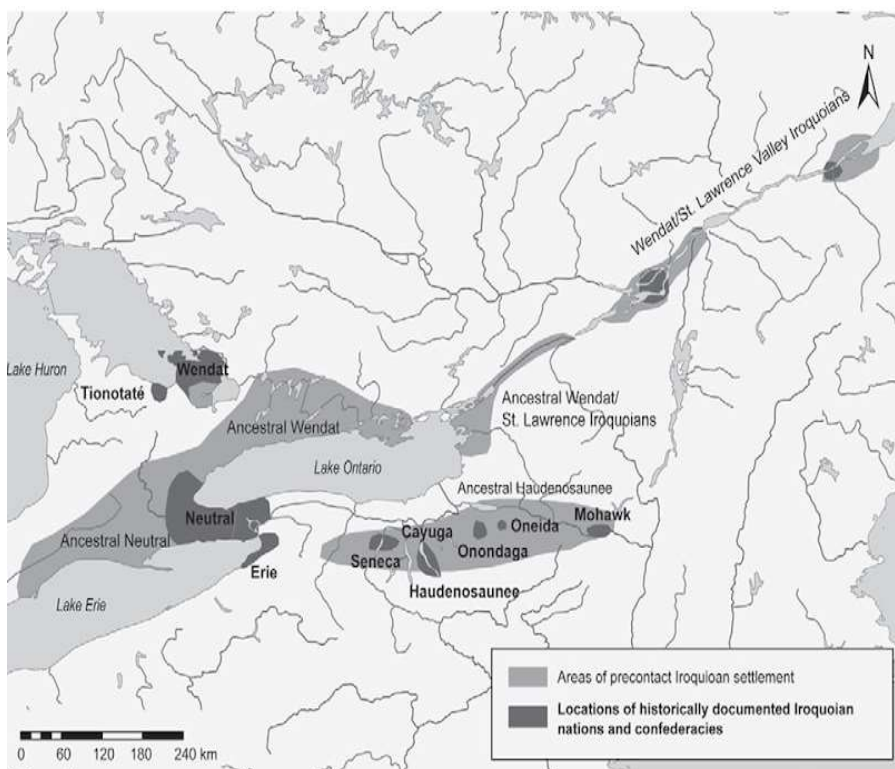 N
Wendat/St. Lawrence Valley Iroquoians
Lake Huron
Wendat
Tionotaté
Ancestral Wendat
Ancestral Wendat/
St. Lawrence Iroquoians
Lake Ontario
Ancestral Haudenosaunee
Neutral
Mohawk
Oneida
Cayuga
Ancestral Neutral
Onondaga
Seneca
Erie
Haudenosaunee
Lake Erie
Areas of precontact Iroquoian settlement
Locations of historically documented Iroquoian
nations and confederacies
0 60 120 180 240 km